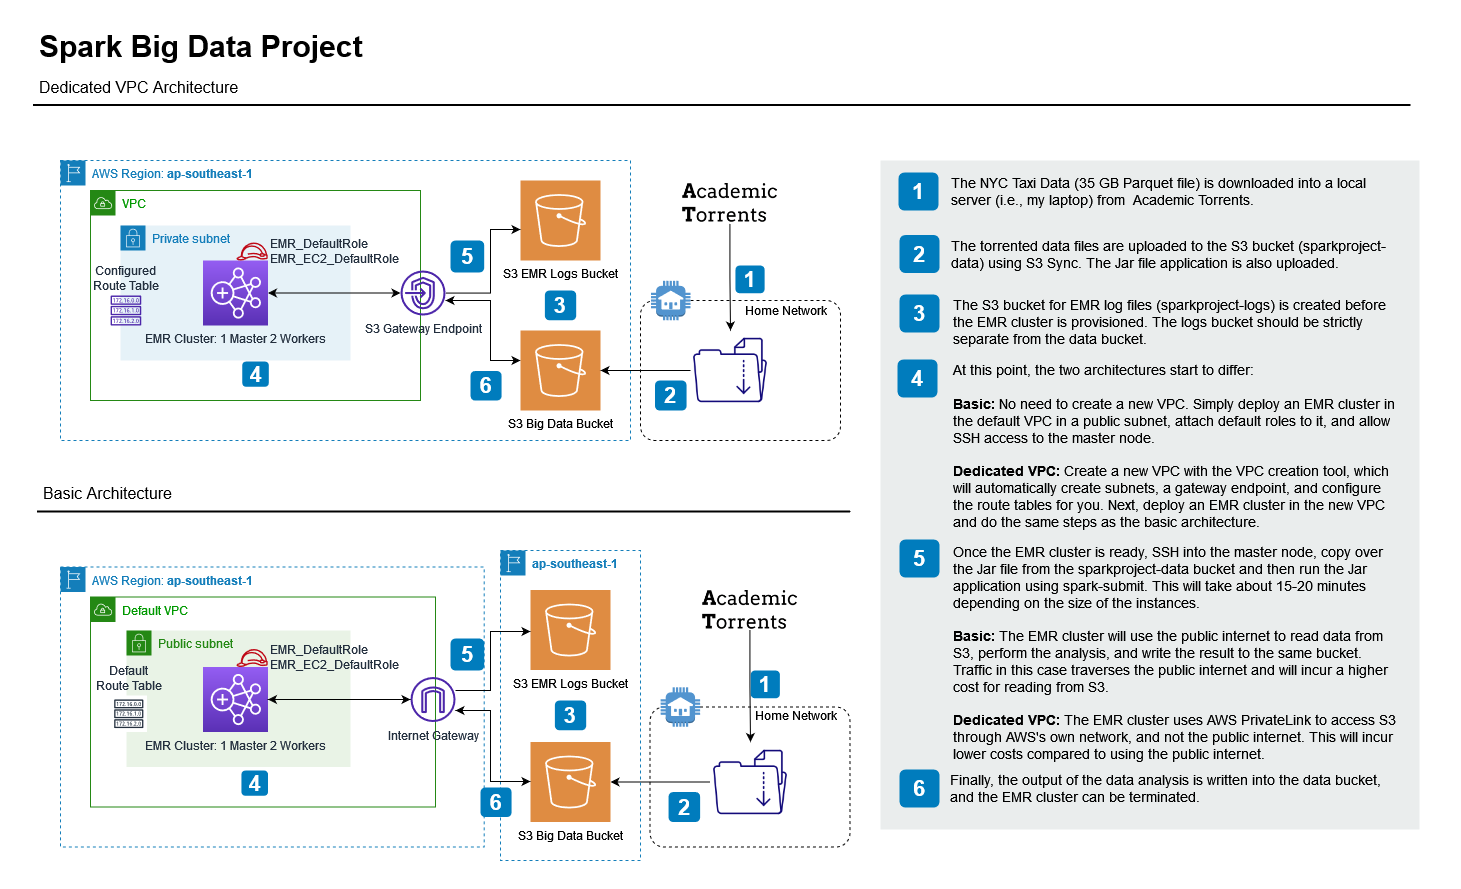 Spark Big Data Project
Dedicated VPC Architecture
AWS Region: ap-southeast-1
VPC
Private subnet
EMR_DefaultRole
EMR_EC2_DefaultRole
Configured
Route Table
172.16.0.0
172.16.1.0
172.16.2.0
EMR Cluster: 1 Master 2 Workers
4
S3 Gateway Endpoint
5
S3 EMR Logs Bucket
3
6
S3 Big Data Bucket
Academic
Torrents
1
Home Network
2
Basic Architecture
AWS Region: ap-southeast-1
Default VPC
Public subnet
EMR_DefaultRole
EMR_EC2_DefaultRole
Default
Route Table
172.16.0.0
172.16.1.0
172.16.2.0
EMR Cluster: 1 Master 2 Workers
4
Internet Gateway
5
ap-southeast-1
S3 EMR Logs Bucket
3
6
S3 Big Data Bucket
Academic
Torrents
1
Home Network
2
1
The NYC Taxi Data (35 GB Parquet file) is downloaded into a local
server (i.e., my laptop) from Academic Torrents.
2
The torrented data files are uploaded to the S3 bucket (sparkproject-
data) using S3 Sync. The Jar file application is also uploaded.
3
The S3 bucket for EMR log files (sparkproject-logs) is created before
the EMR cluster is provisioned. The logs bucket should be strictly
separate from the data bucket.
4
At this point, the two architectures start to differ:
Basic: No need to create a new VPC. Simply deploy an EMR cluster in
the default VPC in a public subnet, attach default roles to it, and allow
SSH access to the master node.
Dedicated VPC: Create a new VPC with the VPC creation tool, which
will automatically create subnets, a gateway endpoint, and configure
the route tables for you. Next, deploy an EMR cluster in the new VPC
and do the same steps as the basic architecture.
5
Once the EMR cluster is ready, SSH into the master node, copy over
the Jar file from the sparkproject-data bucket and then run the Jar
application using spark-submit. This will take about 15-20 minutes
depending on the size of the instances.
Basic: The EMR cluster will use the public internet to read data from
S3, perform the analysis, and write the result to the same bucket.
Traffic in this case traverses the public internet and will incur a higher
cost for reading from S3.
Dedicated VPC: The EMR cluster uses AWS PrivateLink to access S3
through AWS's own network, and not the public internet. This will incur
lower costs compared to using the public internet.
6
Finally, the output of the data analysis is written into the data bucket,
and the EMR cluster can be terminated.